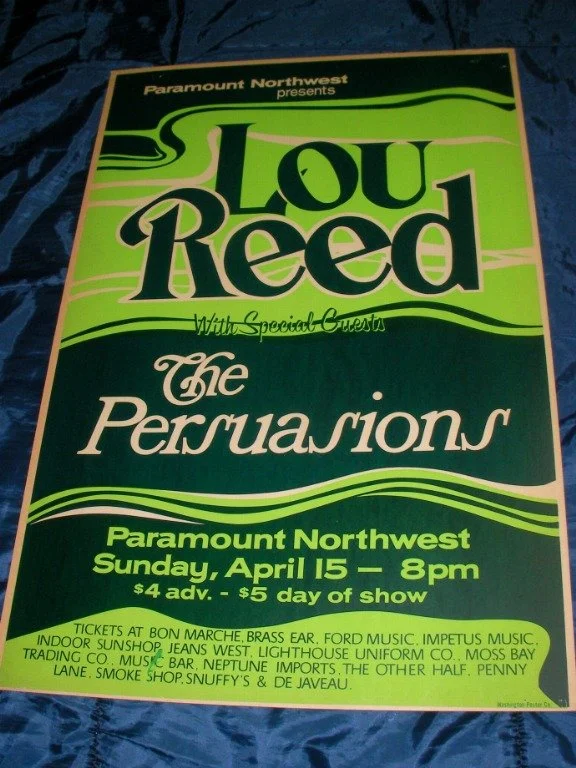 Paramount Northwest
presents
Lou
Reed
With Special Guests
The
Persuasions
Paramount Northwest
Sunday, April 15 — 8pm
$4 adv. - $5 day of show
TICKETS AT BON MARCHE, BRASS EAR, FORD MUSIC, IMPETUS MUSIC,
INDOOR SUNSHOP, JEANS WEST, LIGHTHOUSE UNIFORM CO., MOSS BAY
TRADING CO., MUSIC BAR, NEPTUNE IMPORTS, THE OTHER HALF, PENNY
LANE, SMOKE SHOP, SNUFFY'S & DE JAVEAU.
Washington Poster Co.